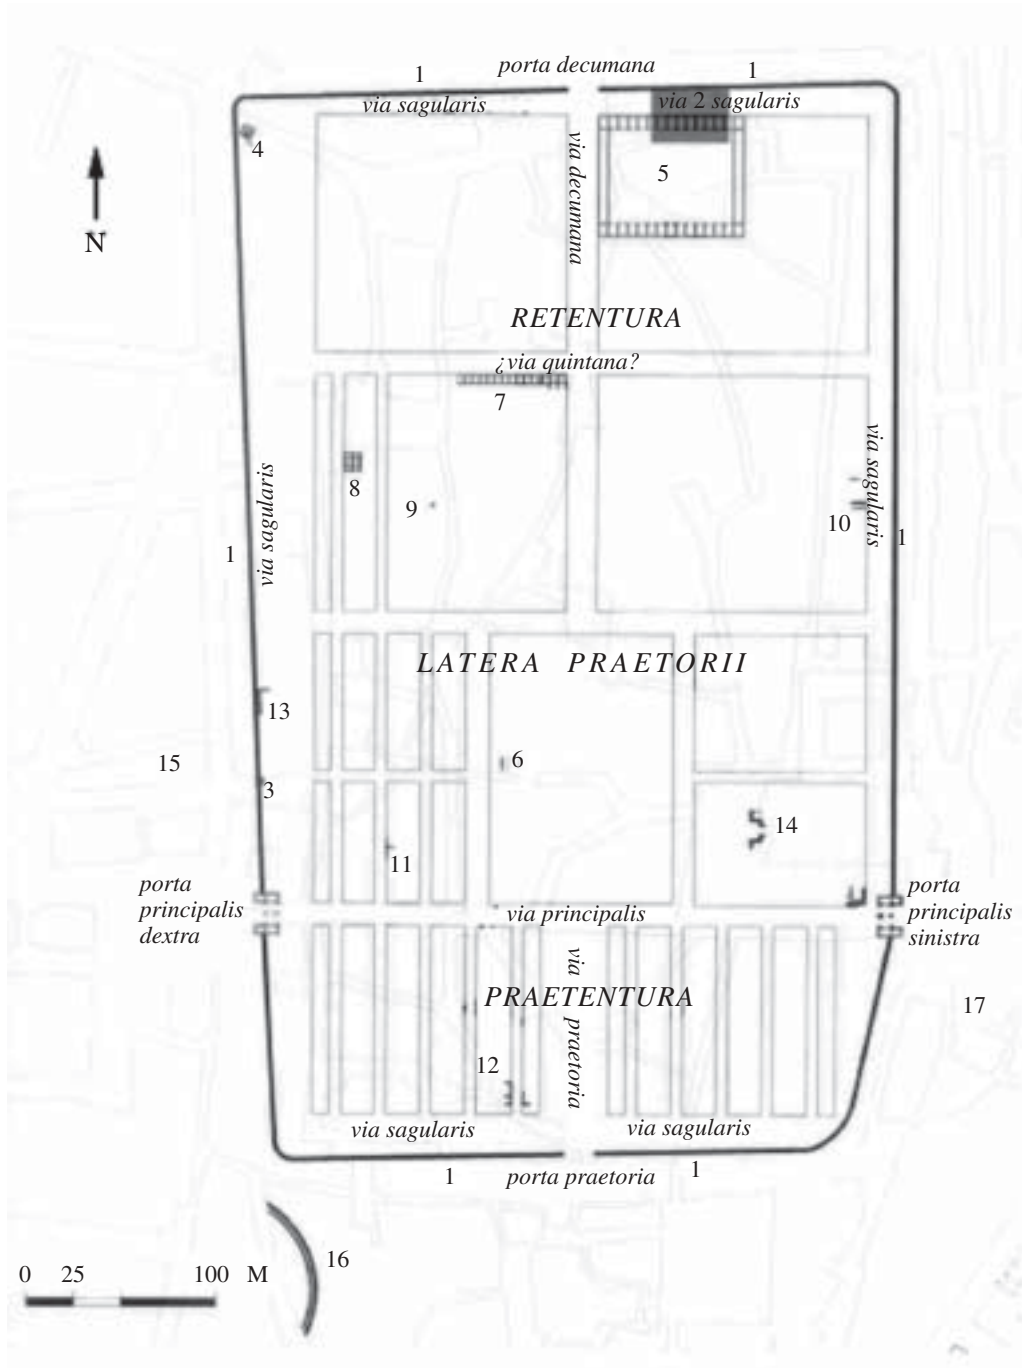 porta decumana
1
1
via sagularis
via 2 sagularis
4
via decumana
5
N
RETENTURA
¿via quintana?
7
via sagularis
via sagularis
8
9
10
1
1
LATERA PRAETORII
13
6
15
3
14
11
porta
principalis
dextra
porta
principalis
sinistra
via principalis
via praetoria
PRAETENTURA
17
12
via sagularis
via sagularis
1
porta praetoria
1
16
0 25 100 M